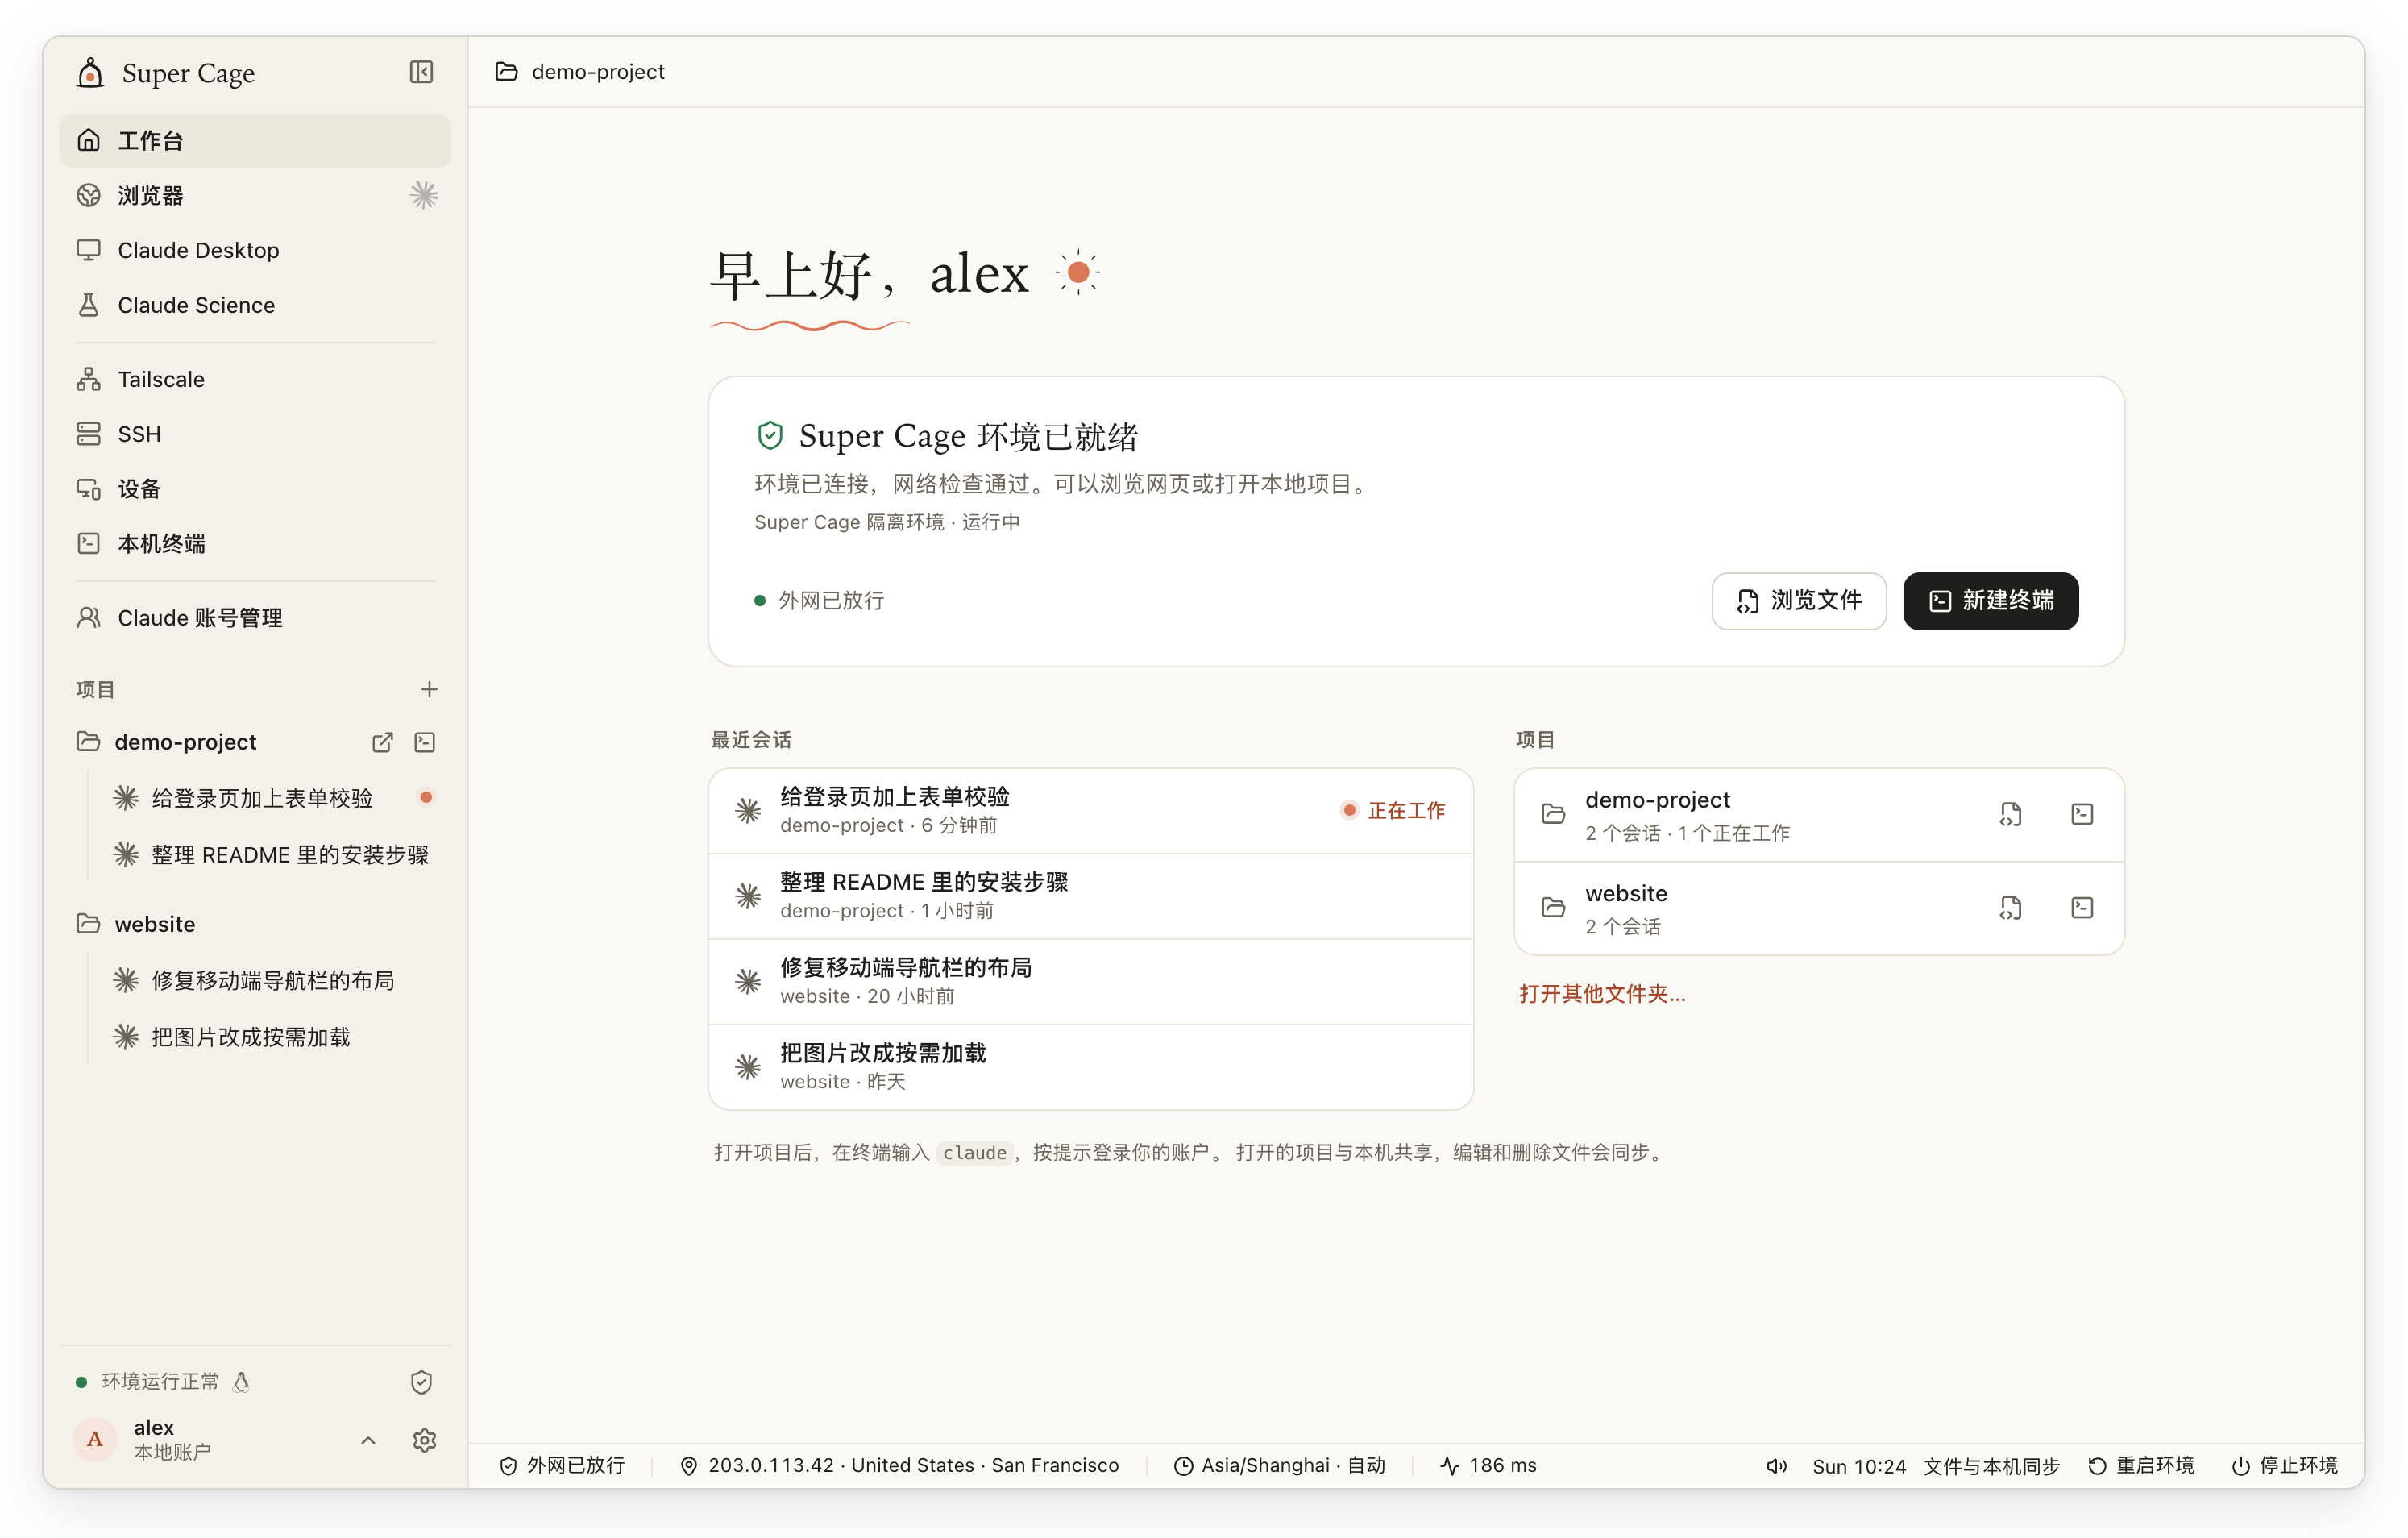 Super Cage
工作台
浏览器
Claude Desktop
Claude Science
Tailscale
SSH
设备
本机终端
Claude 账号管理
项目
demo-project
给登录页加上表单校验
整理 README 里的安装步骤
website
修复移动端导航栏的布局
把图片改成按需加载
环境运行正常
A
alex
本地账户
demo-project
早上好，alex
Super Cage 环境已就绪
环境已连接，网络检查通过。可以浏览网页或打开本地项目。
Super Cage 隔离环境 · 运行中
外网已放行
浏览文件
新建终端
最近会话
给登录页加上表单校验
demo-project · 6 分钟前
正在工作
整理 README 里的安装步骤
demo-project · 1 小时前
修复移动端导航栏的布局
website · 20 小时前
把图片改成按需加载
website · 昨天
项目
demo-project
2 个会话 · 1 个正在工作
website
2 个会话
打开其他文件夹...
打开项目后，在终端输入 claude，按提示登录你的账户。 打开的项目与本机共享，编辑和删除文件会同步。
外网已放行
203.0.113.42 · United States · San Francisco
Asia/Shanghai · 自动
186 ms
Sun 10:24
文件与本机同步
重启环境
停止环境